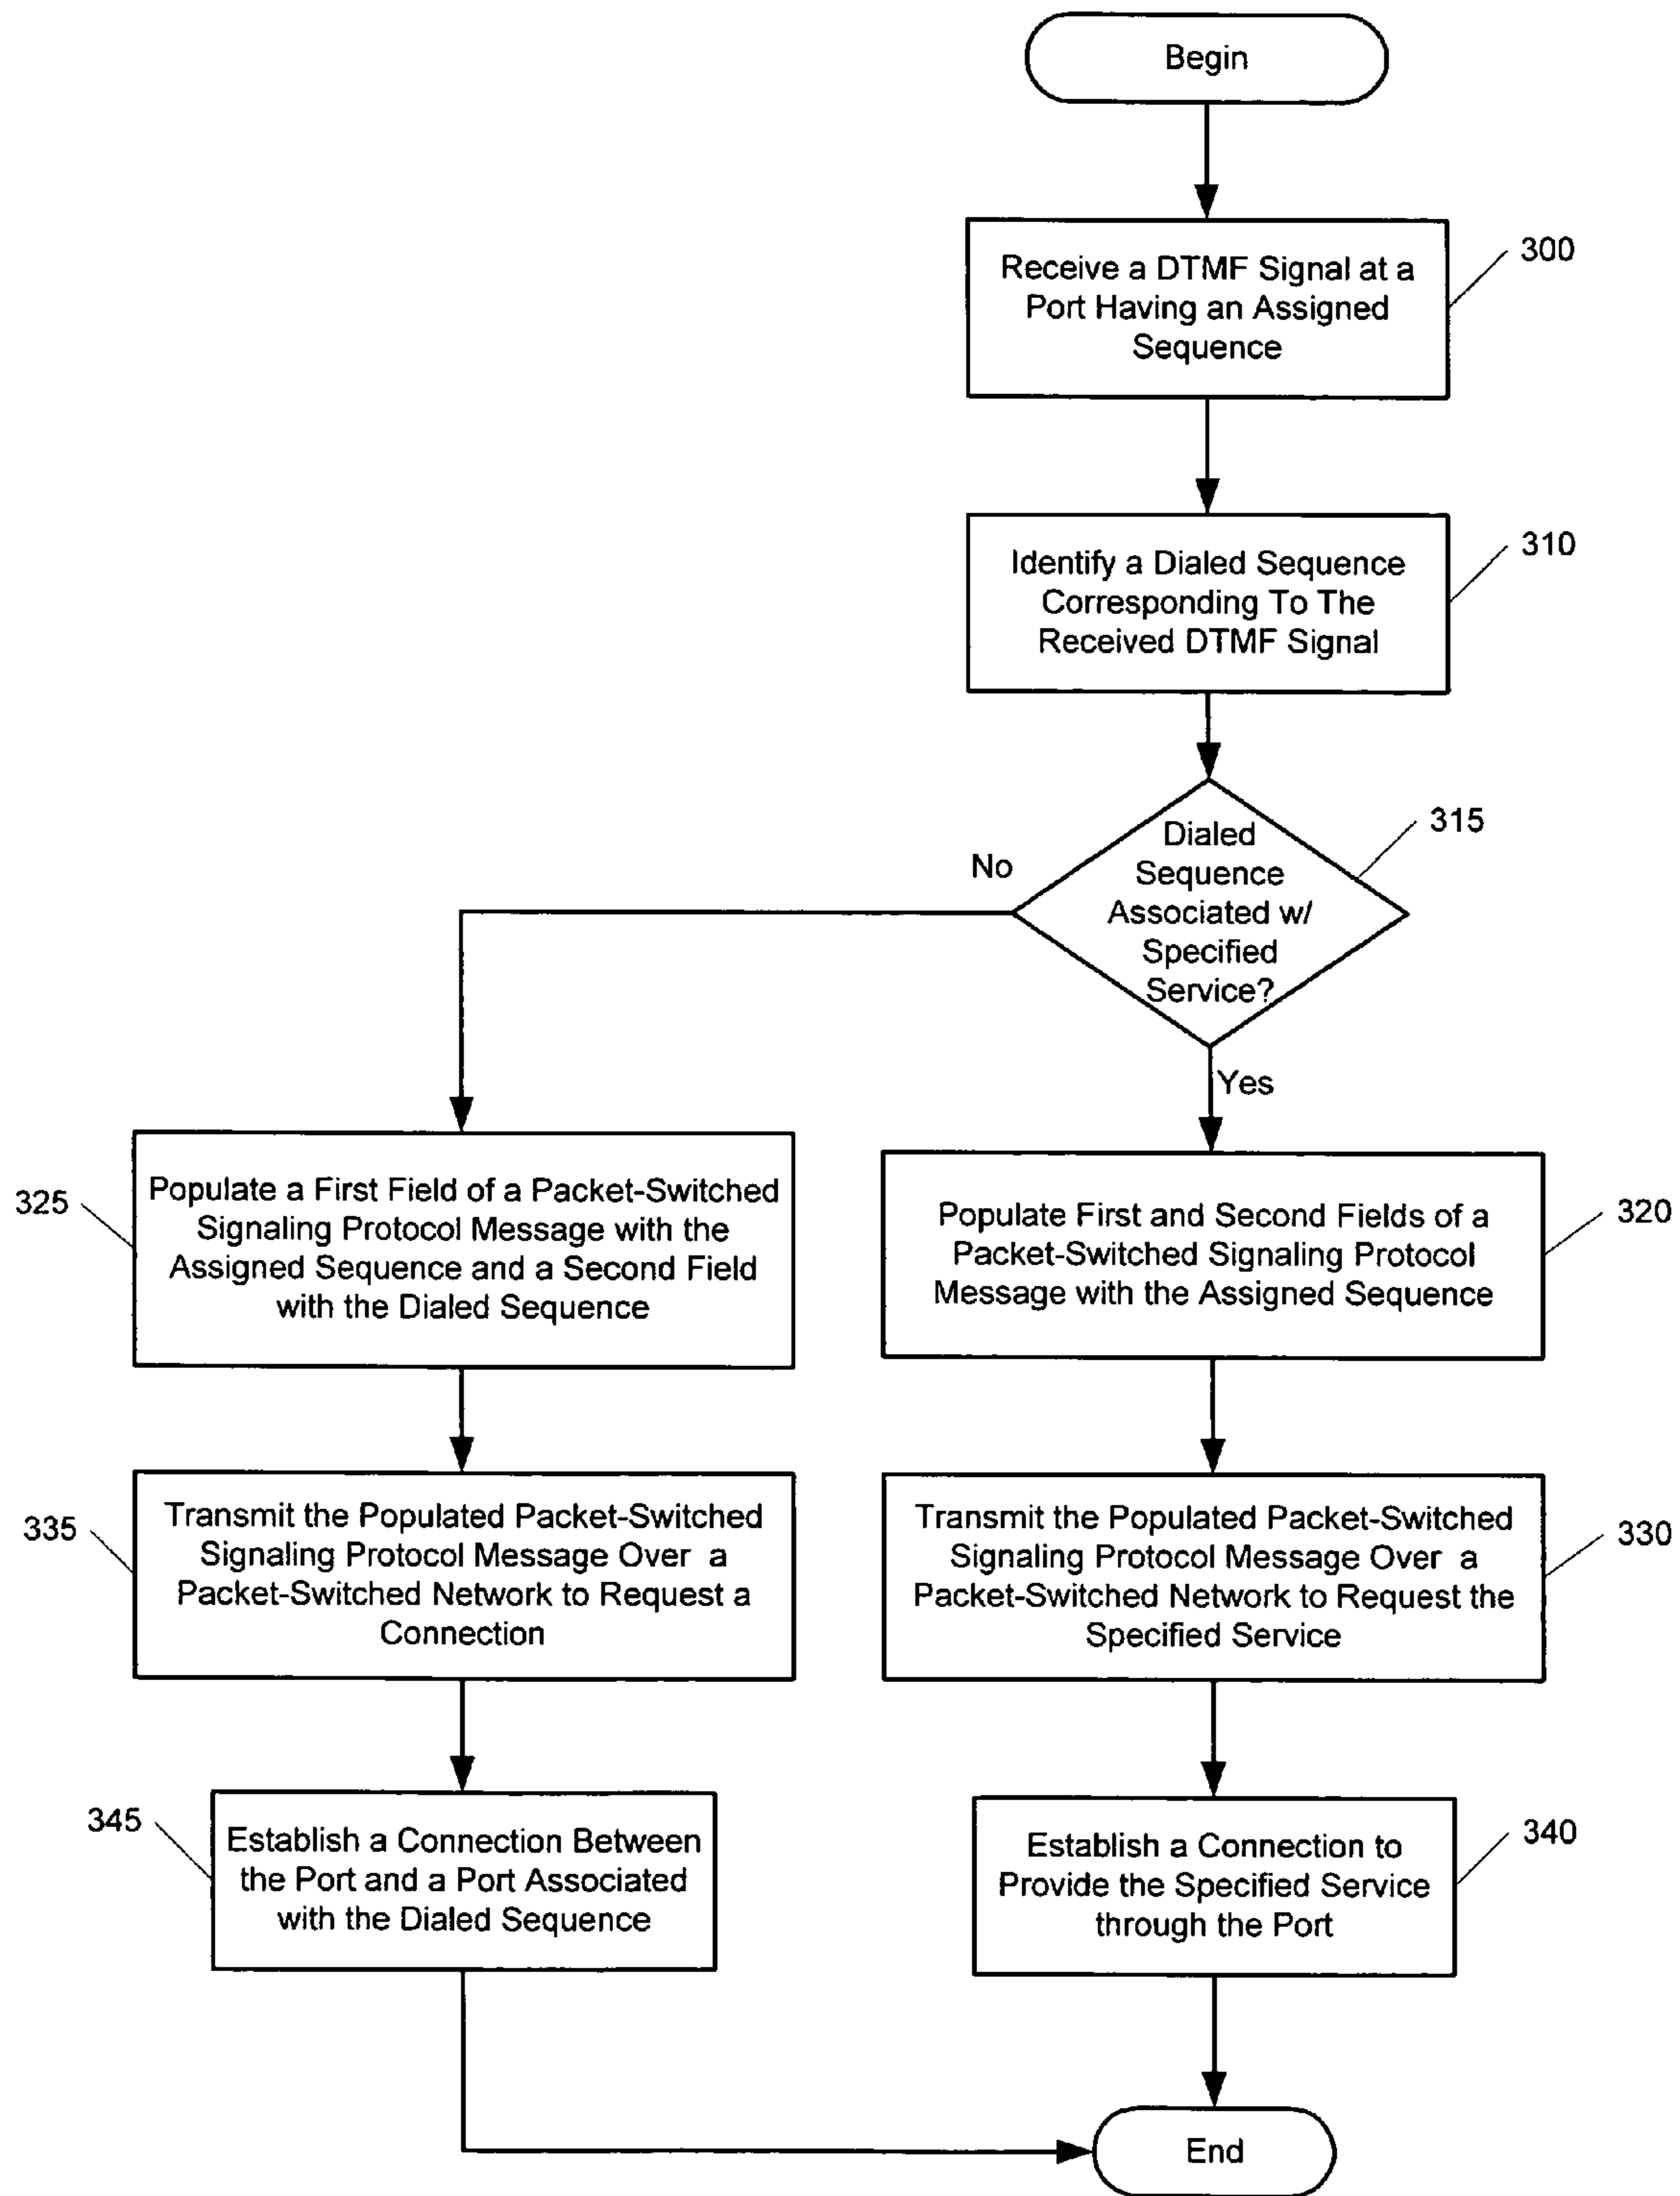 Begin
300
Receive a DTMF Signal at a
Port Having an Assigned
Sequence
310
Identify a Dialed Sequence
Corresponding To The
Received DTMF Signal
315
Dialed
Sequence
Associated w/
Specified
Service?
No
Yes
325
Populate a First Field of a Packet-Switched
Signaling Protocol Message with the
Assigned Sequence and a Second Field
with the Dialed Sequence
320
Populate First and Second Fields of a
Packet-Switched Signaling Protocol
Message with the Assigned Sequence
335
Transmit the Populated Packet-Switched
Signaling Protocol Message Over a
Packet-Switched Network to Request a
Connection
330
Transmit the Populated Packet-Switched
Signaling Protocol Message Over a
Packet-Switched Network to Request the
Specified Service
345
Establish a Connection Between
the Port and a Port Associated
with the Dialed Sequence
340
Establish a Connection to
Provide the Specified Service
through the Port
End